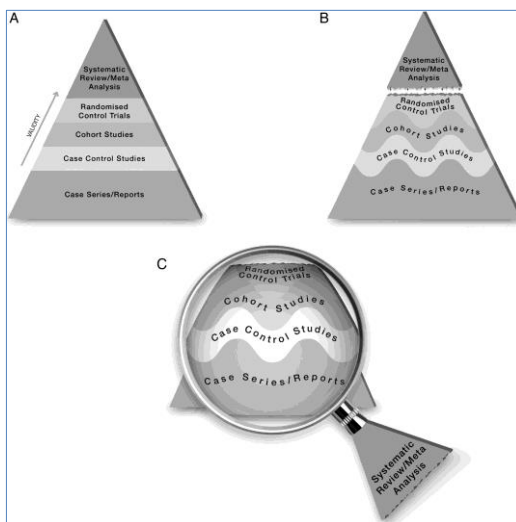 A
Systematic
Review/Meta
Analysis
Randomised
Control Trials
Cohort Studies
Case Control Studies
Case Series/Reports
VALIDITY
B
Systematic
Review/Meta
Analysis
Randomised
Control Trials
Cohort Studies
Case Control Studies
Case Series/Reports
C
Randomised
Control Trials
Cohort Studies
Case Control Studies
Case Series/Reports
Systematic
Review/Meta
Analysis